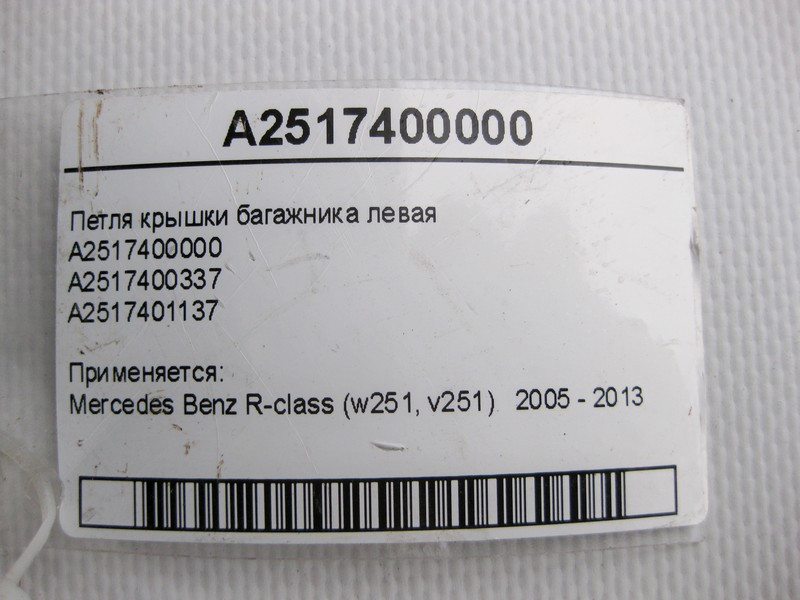 A2517400000
Петля крышки багажника левая
A2517400000
A2517400337
A2517401137
Применяется:
Mercedes Benz R-class (w251, v251) 2005 - 2013